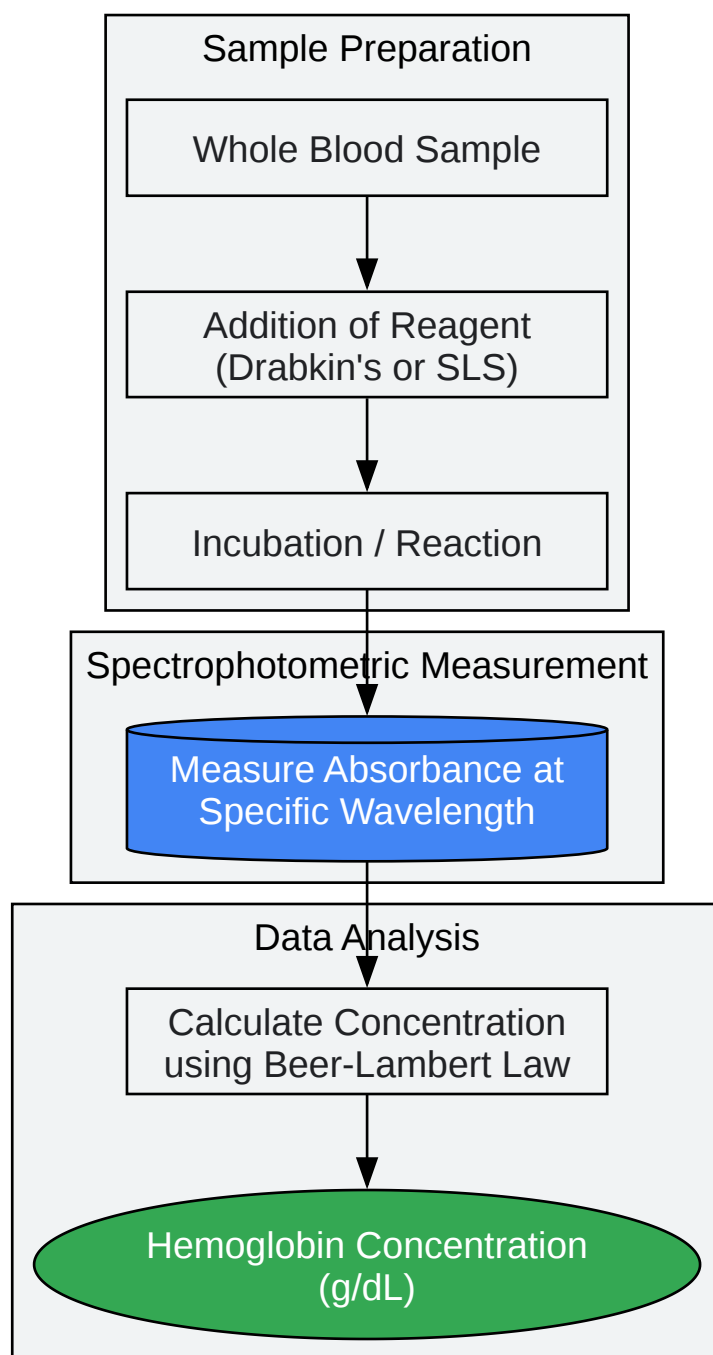 Sample Preparation
Whole Blood Sample
Addition of Reagent
(Drabkin's or SLS)
Incubation / Reaction
Spectrophotometric Measurement
Measure Absorbance at
Specific Wavelength
Data Analysis
Calculate Concentration
using Beer-Lambert Law
Hemoglobin Concentration
(g/dL)